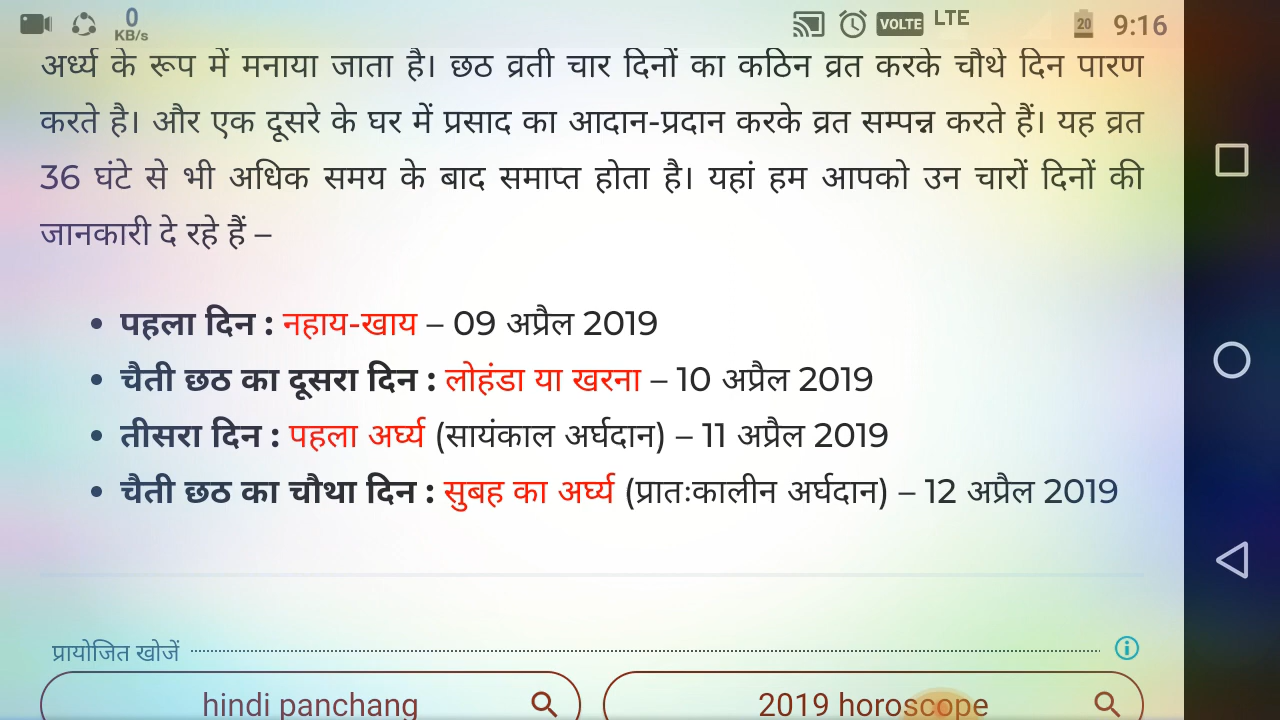 0
KB/s
VOLTE LTE 20 9:16
अर्ध्य के रूप में मनाया जाता है। छठ व्रती चार दिनों का कठिन व्रत करके चौथे दिन पारण
करते है। और एक दूसरे के घर में प्रसाद का आदान-प्रदान करके व्रत सम्पन्न करते हैं। यह व्रत
36 घंटे से भी अधिक समय के बाद समाप्त होता है। यहां हम आपको उन चारों दिनों की
जानकारी दे रहे हैं –
• पहला दिन : नहाय-खाय – 09 अप्रैल 2019
• चैती छठ का दूसरा दिन : लोहंडा या खरना – 10 अप्रैल 2019
• तीसरा दिन : पहला अर्घ्य (सायंकाल अर्घदान) – 11 अप्रैल 2019
• चैती छठ का चौथा दिन : सुबह का अर्घ्य (प्रातःकालीन अर्घदान) – 12 अप्रैल 2019
प्रायोजित खोजें
hindi panchang
2019 horoscope